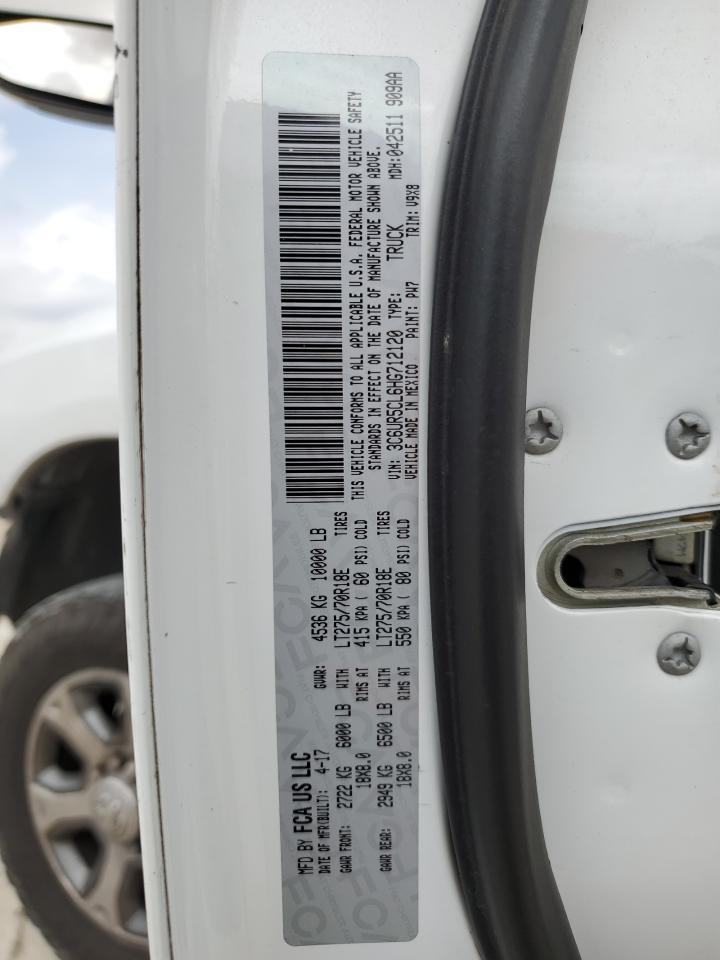 MFD BY FCA US LLC
DATE OF MFR(BUILT): 4-17 GVWR: 4536 KG 10000 LB
GAWR FRONT: 2722 KG 6000 LB WITH LT275/70R18E TIRES
18X8.0 RIMS AT 415 KPA ( 60 PSI) COLD
GAWR REAR: 2949 KG 6500 LB WITH LT275/70R18E TIRES
18X8.0 RIMS AT 550 KPA ( 80 PSI) COLD
THIS VEHICLE CONFORMS TO ALL APPLICABLE U.S.A. FEDERAL MOTOR VEHICLE SAFETY
STANDARDS IN EFFECT ON THE DATE OF MANUFACTURE SHOWN ABOVE.
VIN: 3C6UR5CL6HG712120 TYPE: TRUCK MDH:042511 909AA
VEHICLE MADE IN MEXICO PAINT: PW7 TRIM: V9X8